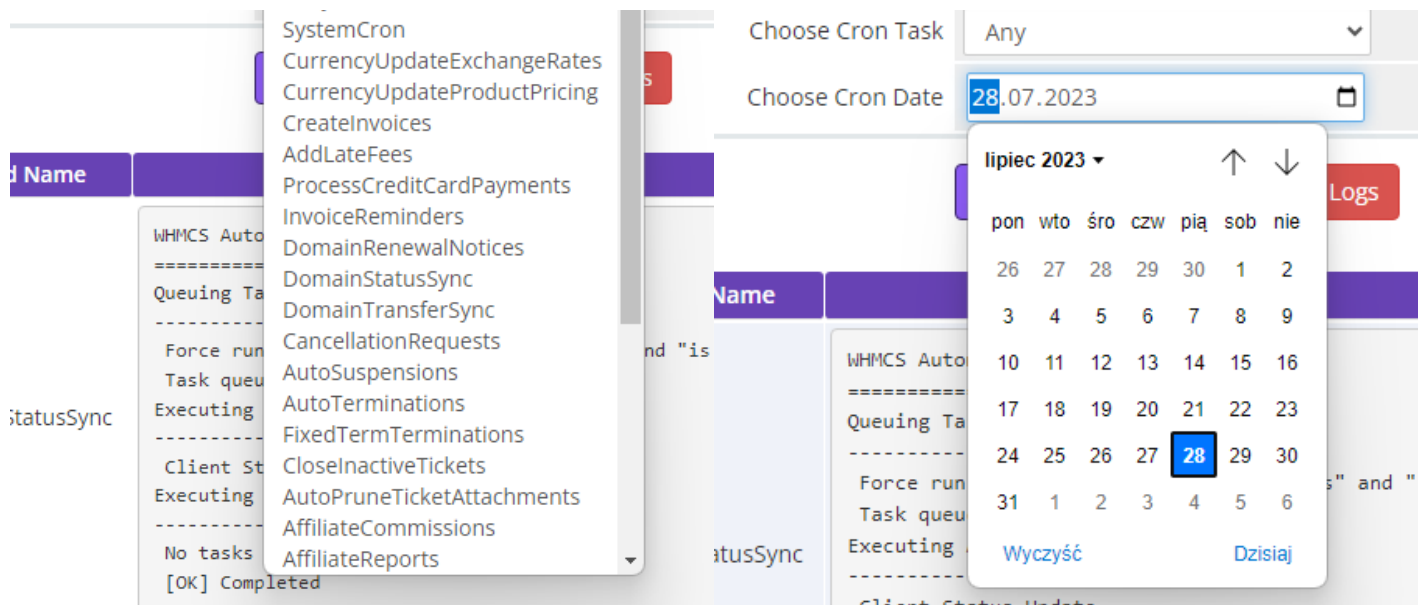 SystemCron
CurrencyUpdateExchangeRates
CurrencyUpdateProductPricing
CreateInvoices
AddLateFees
ProcessCreditCardPayments
InvoiceReminders
DomainRenewalNotices
DomainStatusSync
DomainTransferSync
CancellationRequests
AutoSuspensions
AutoTerminations
FixedTermTerminations
CloseInactiveTickets
AutoPruneTicketAttachments
AffiliateCommissions
AffiliateReports
d Name
WHMCS Auto
===========
Queuing Ta
----------
Force run
nd "is
Task queu
StatusSync
Executing
----------
Client St
Executing
----------
No tasks
[OK] Completed
Choose Cron Task Any
Choose Cron Date 28.07.2023
lipiec 2023
pon wto śro czw pią sob nie
26 27 28 29 30 1 2
3 4 5 6 7 8 9
10 11 12 13 14 15 16
17 18 19 20 21 22 23
24 25 26 27 28 29 30
31 1 2 3 4 5 6
Wyczyść Dzisiaj
Logs
Name
WHMCS Auto
==========
Queuing Ta
----------
Force run
s" and "
Task queu
atusSync
Executing
----------
Client Status Update